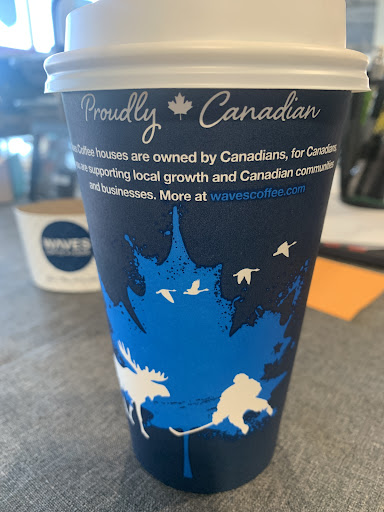 Proudly Canadian
Coffee houses are owned by Canadians, for Canadians.
are supporting local growth and Canadian communities
and businesses. More at wavescoffee.com
WAVES